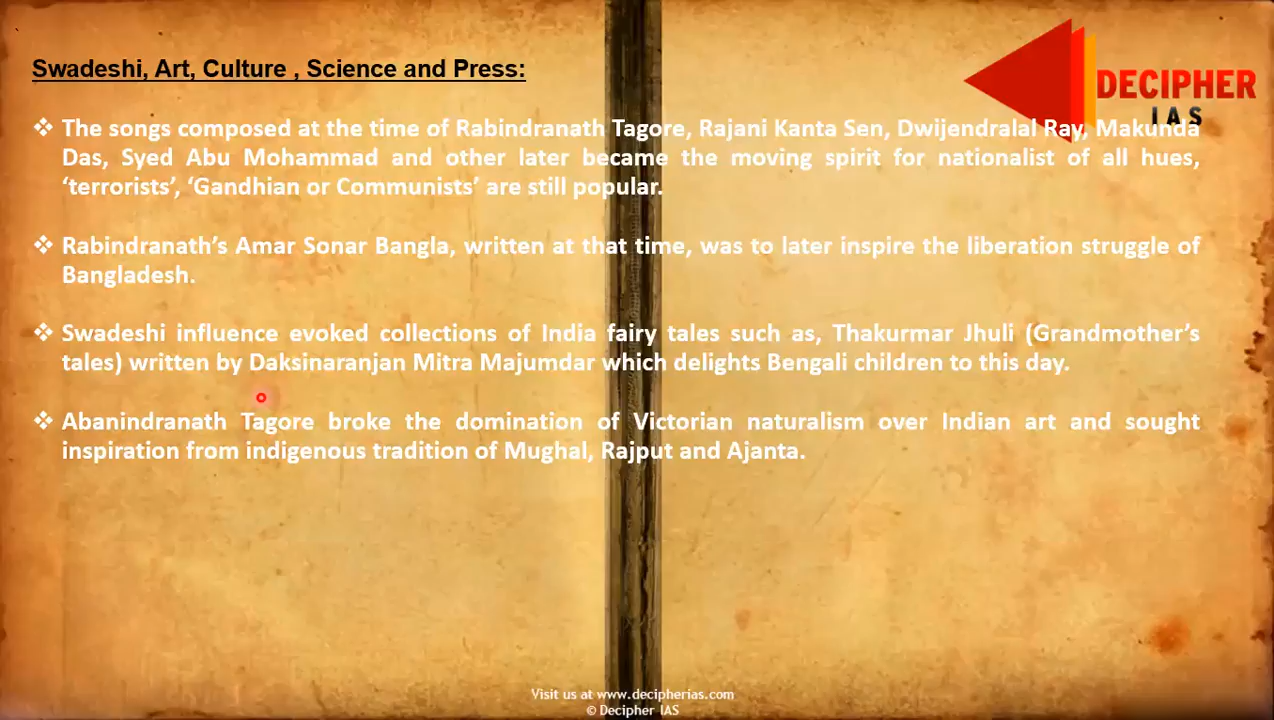 Swadeshi, Art, Culture , Science and Press:
DECIPHER
IAS
❖ The songs composed at the time of Rabindranath Tagore, Rajani Kanta Sen, Dwijendralal Ray, Makunda
Das, Syed Abu Mohammad and other later became the moving spirit for nationalist of all hues,
‘terrorists’, ‘Gandhian or Communists’ are still popular.
❖ Rabindranath’s Amar Sonar Bangla, written at that time, was to later inspire the liberation struggle of
Bangladesh.
❖ Swadeshi influence evoked collections of India fairy tales such as, Thakurmar Jhuli (Grandmother’s
tales) written by Daksinaranjan Mitra Majumdar which delights Bengali children to this day.
❖ Abanindranath Tagore broke the domination of Victorian naturalism over Indian art and sought
inspiration from indigenous tradition of Mughal, Rajput and Ajanta.
Visit us at www.decipherias.com
© Decipher IAS